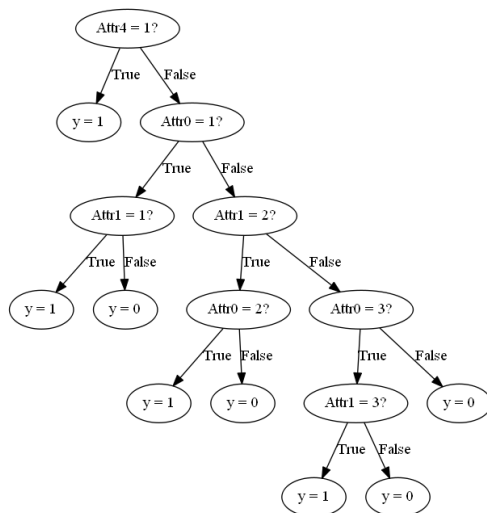 Attr4 = 1?
True
False
y = 1
Attr0 = 1?
True
False
Attr1 = 1?
Attr1 = 2?
True
False
True
False
y = 1
y = 0
Attr0 = 2?
Attr0 = 3?
True
False
True
False
y = 1
y = 0
Attr1 = 3?
y = 0
True
False
y = 1
y = 0